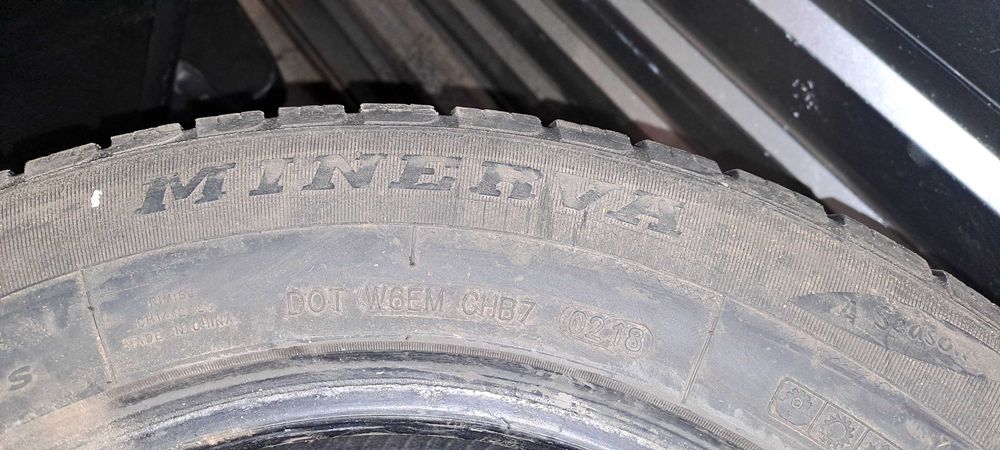 MINERVA
DOT W6EM CHB7 0218
MADE IN CHINA
S